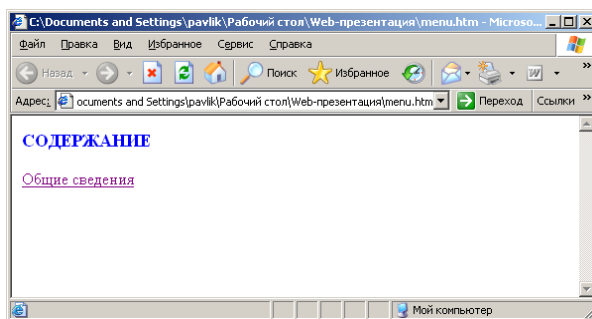 C:\Documents and Settings\pavlik\Рабочий стол\Web-презентация\menu.htm - Microso...
Файл Правка Вид Избранное Сервис Справка
Назад Поиск Избранное »
Адрес: ocuments and Settings\pavlik\Рабочий стол\Web-презентация\menu.htm Переход Ссылки »
СОДЕРЖАНИЕ
Общие сведения
Мой компьютер